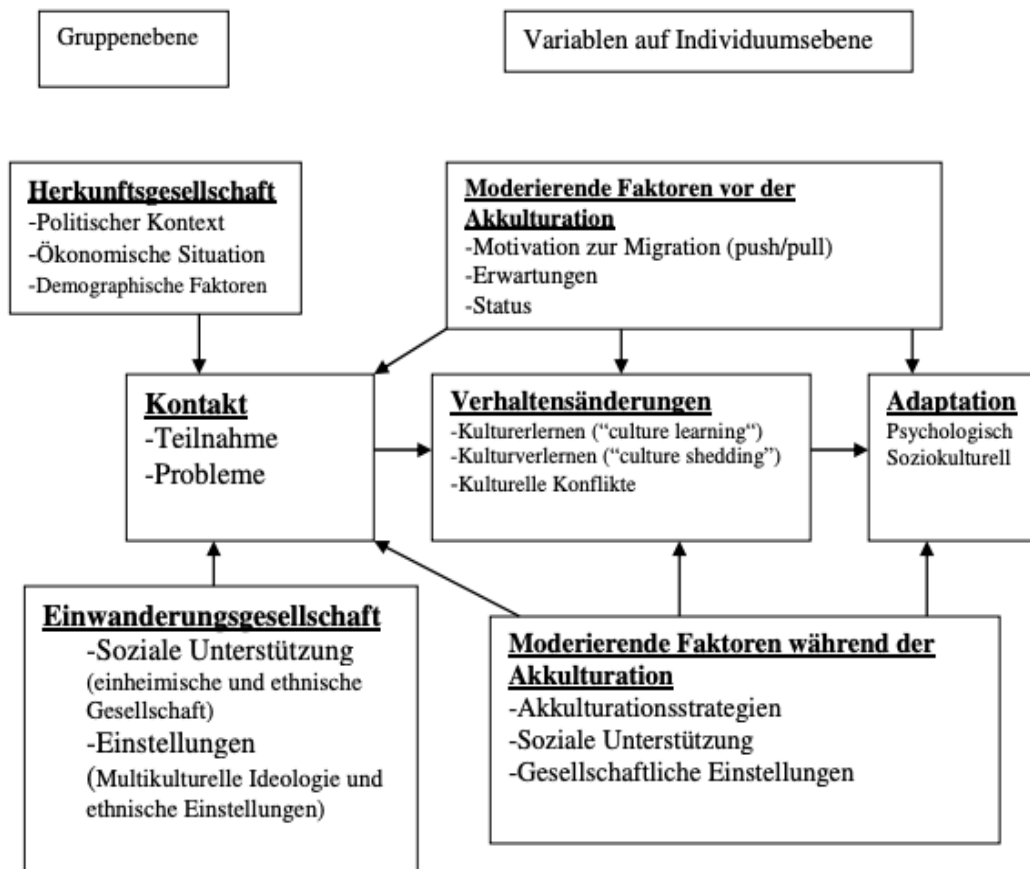 Gruppenebene
Variablen auf Individuumsebene
Herkunftsgesellschaft
-Politischer Kontext
-Ökonomische Situation
-Demographische Faktoren
Moderierende Faktoren vor der
Akkulturation
-Motivation zur Migration (push/pull)
-Erwartungen
-Status
Kontakt
-Teilnahme
-Probleme
Verhaltensänderungen
-Kulturerlernen (“culture learning“)
-Kulturverlernen (“culture shedding”)
-Kulturelle Konflikte
Adaptation
Psychologisch
Soziokulturell
Einwanderungsgesellschaft
-Soziale Unterstützung
(einheimische und ethnische
Gesellschaft)
-Einstellungen
(Multikulturelle Ideologie und
ethnische Einstellungen)
Moderierende Faktoren während der
Akkulturation
-Akkulturationsstrategien
-Soziale Unterstützung
-Gesellschaftliche Einstellungen